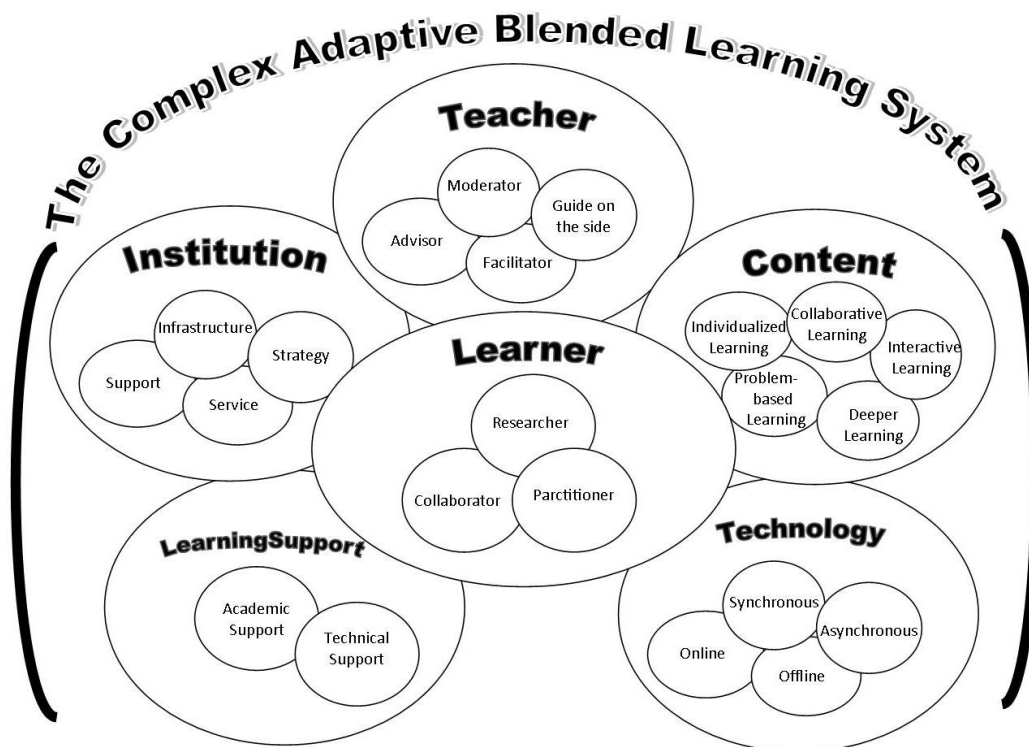 The Complex Adaptive Blended Learning System
Teacher
Moderator
Guide on
the side
Advisor
Facilitator
Institution
Infrastructure
Strategy
Support
Service
Content
Collaborative
Learning
Individualized
Learning
Interactive
Learning
Problem-
based
Learning
Deeper
Learning
Learner
Researcher
Collaborator
Parctitioner
LearningSupport
Academic
Support
Technical
Support
Technology
Synchronous
Asynchronous
Online
Offline